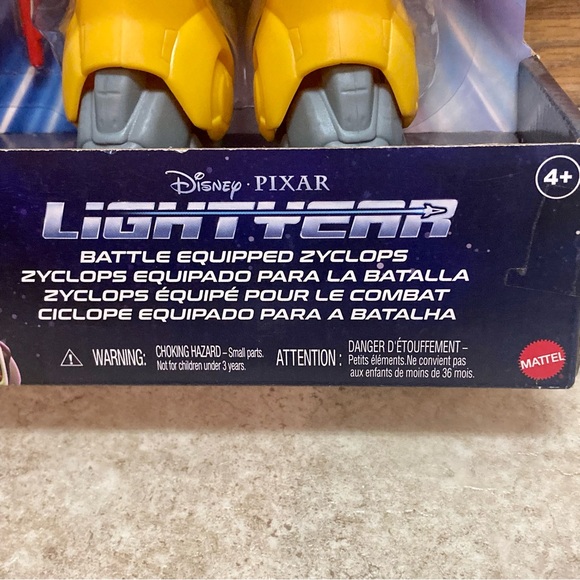 Disney · PIXAR
4+
LIGHTYEAR
BATTLE EQUIPPED ZYCLOPS
ZYCLOPS EQUIPADO PARA LA BATALLA
ZYCLOPS ÉQUIPÉ POUR LE COMBAT
CICLOPE EQUIPADO PARA A BATALHA
WARNING: CHOKING HAZARD – Small parts.
Not for children under 3 years.
ATTENTION : DANGER D'ÉTOUFFEMENT –
Petits éléments. Ne convient pas
aux enfants de moins de 36 mois.
MATTEL